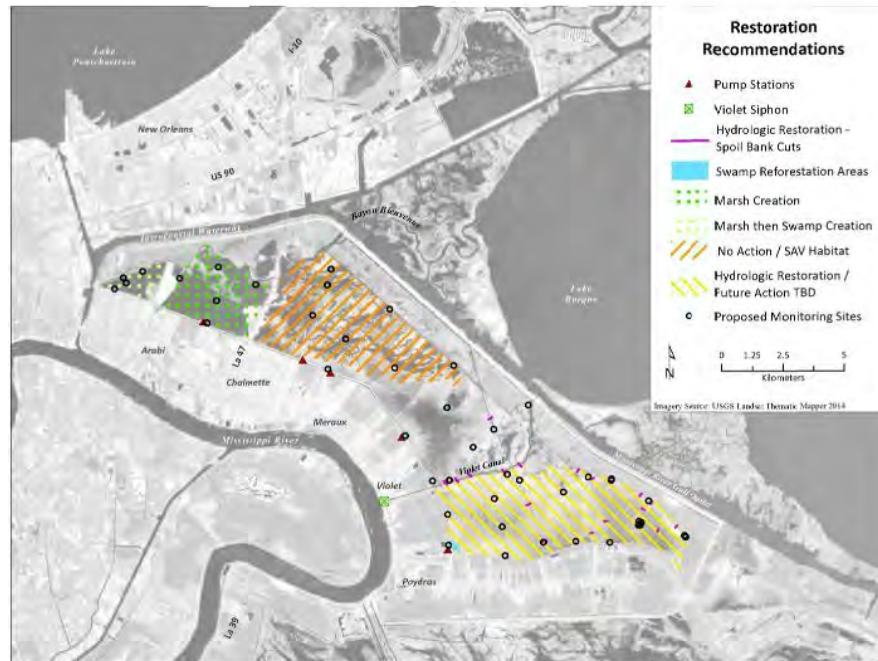 Restoration
Recommendations
Pump Stations
Violet Siphon
Hydrologic Restoration -
Spoil Bank Cuts
Swamp Reforestation Areas
Marsh Creation
Marsh then Swamp Creation
No Action / SAV Habitat
Hydrologic Restoration /
Future Action TBD
Proposed Monitoring Sites
N
0 1.25 2.5 5
Kilometers
Imagery Source: USGS Landsat Thematic Mapper 2014
Lake
Pontchartrain
I-10
New Orleans
US 90
Bayou Bienvenue
Intercoastal Waterway
Lake
Borgne
Arabi
La 47
Chalmette
Meraux
Mississippi River
Violet Canal
Violet
Poydras
La 39